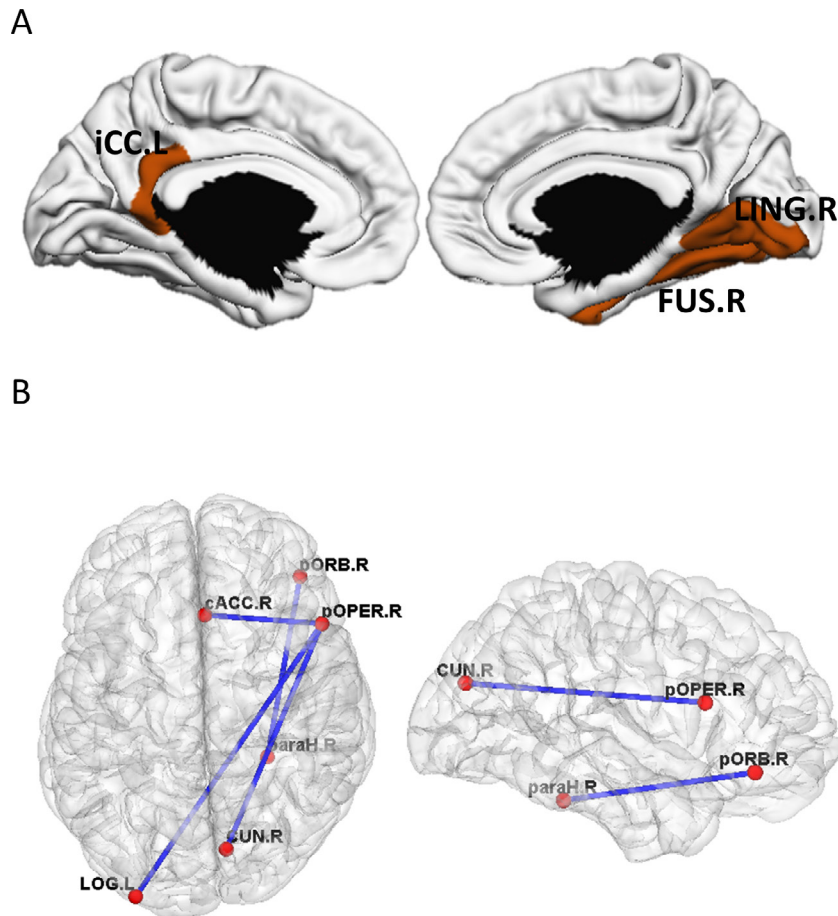 A
iCC.L
LING.R
FUS.R
B
pORB.R
cACC.R
pOPER.R
paraH.R
CUN.R
LOG.L
CUN.R
pOPER.R
pORB.R
paraH.R